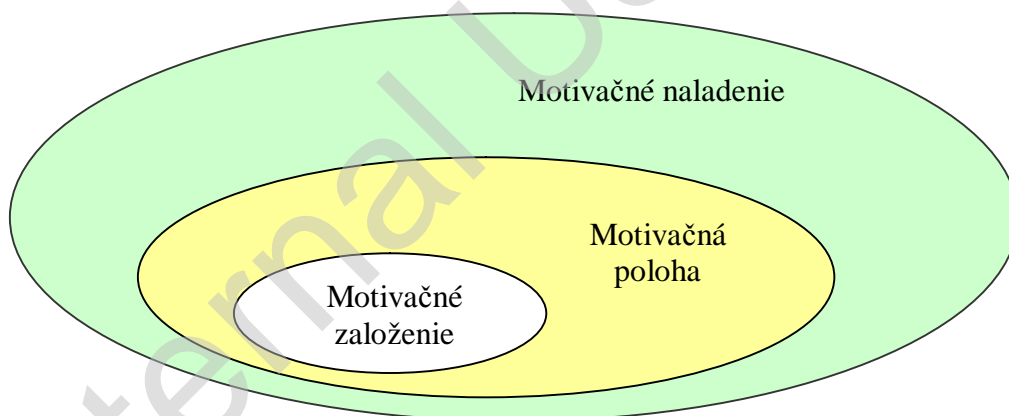 Motivačné naladenie
Motivačná
poloha
Motivačné
založenie